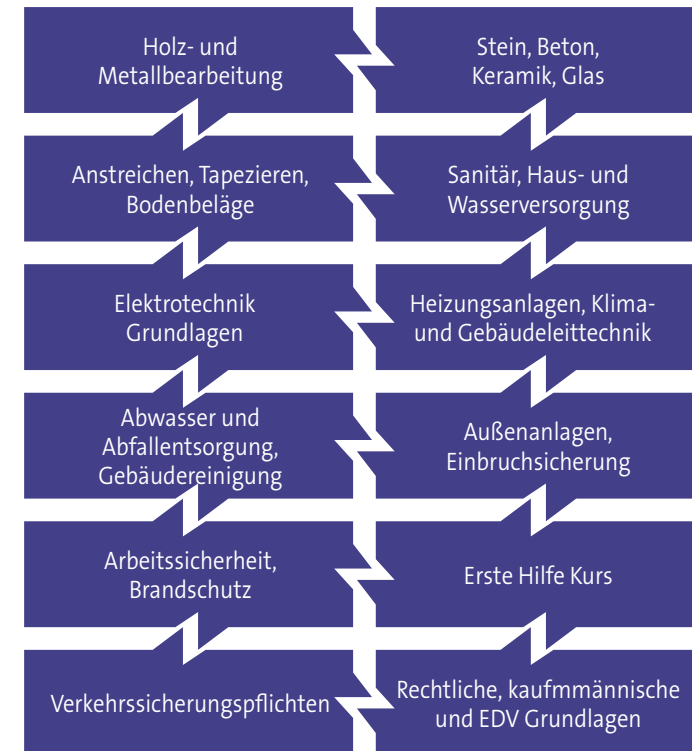 Holz- und
Metallbearbeitung
Stein, Beton,
Keramik, Glas
Anstreichen, Tapezieren,
Bodenbeläge
Sanitär, Haus- und
Wasserversorgung
Elektrotechnik
Grundlagen
Heizungsanlagen, Klima-
und Gebäudeleittechnik
Abwasser und
Abfallentsorgung,
Gebäudereinigung
Außenanlagen,
Einbruchsicherung
Arbeitssicherheit,
Brandschutz
Erste Hilfe Kurs
Verkehrssicherungspflichten
Rechtliche, kaufmmännische
und EDV Grundlagen